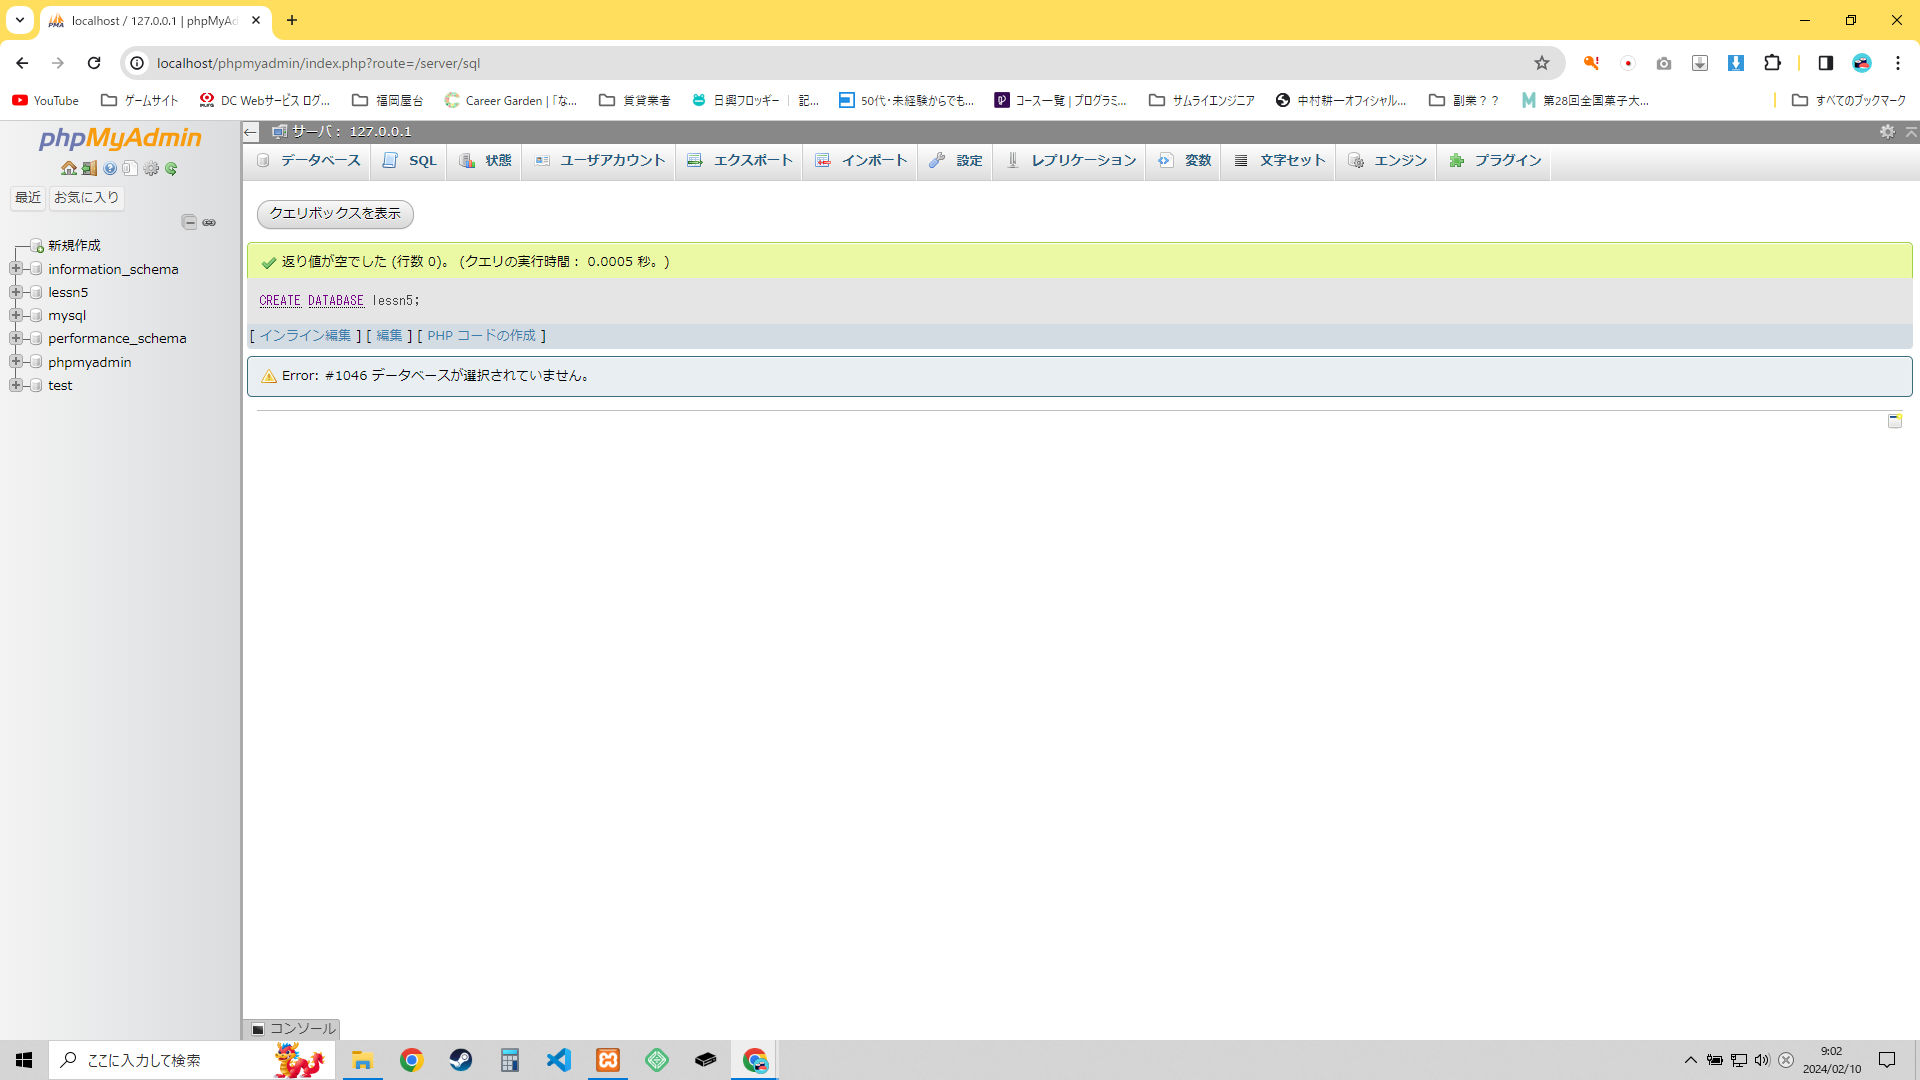 localhost / 127.0.0.1 | phpMyAd
localhost/phpmyadmin/index.php?route=/server/sql
YouTube
ゲームサイト
DC Webサービス ログ...
福岡屋台
Career Garden |「な...
賃貸業者
日興フロッギー | 記...
50代・未経験からでも...
コース一覧 | プログラミ...
サムライエンジニア
中村耕一オフィシャル...
副業？？
第28回全国菓子大...
すべてのブックマーク
phpMyAdmin
最近
お気に入り
新規作成
information_schema
lessn5
mysql
performance_schema
phpmyadmin
test
サーバ： 127.0.0.1
データベース
SQL
状態
ユーザアカウント
エクスポート
インポート
設定
レプリケーション
変数
文字セット
エンジン
プラグイン
クエリボックスを表示
返り値が空でした (行数 0)。 (クエリの実行時間： 0.0005 秒。)
CREATE DATABASE lessn5;
[ インライン編集 ] [ 編集 ] [ PHP コードの作成 ]
Error: #1046 データベースが選択されていません。
コンソール
ここに入力して検索
9:02
2024/02/10